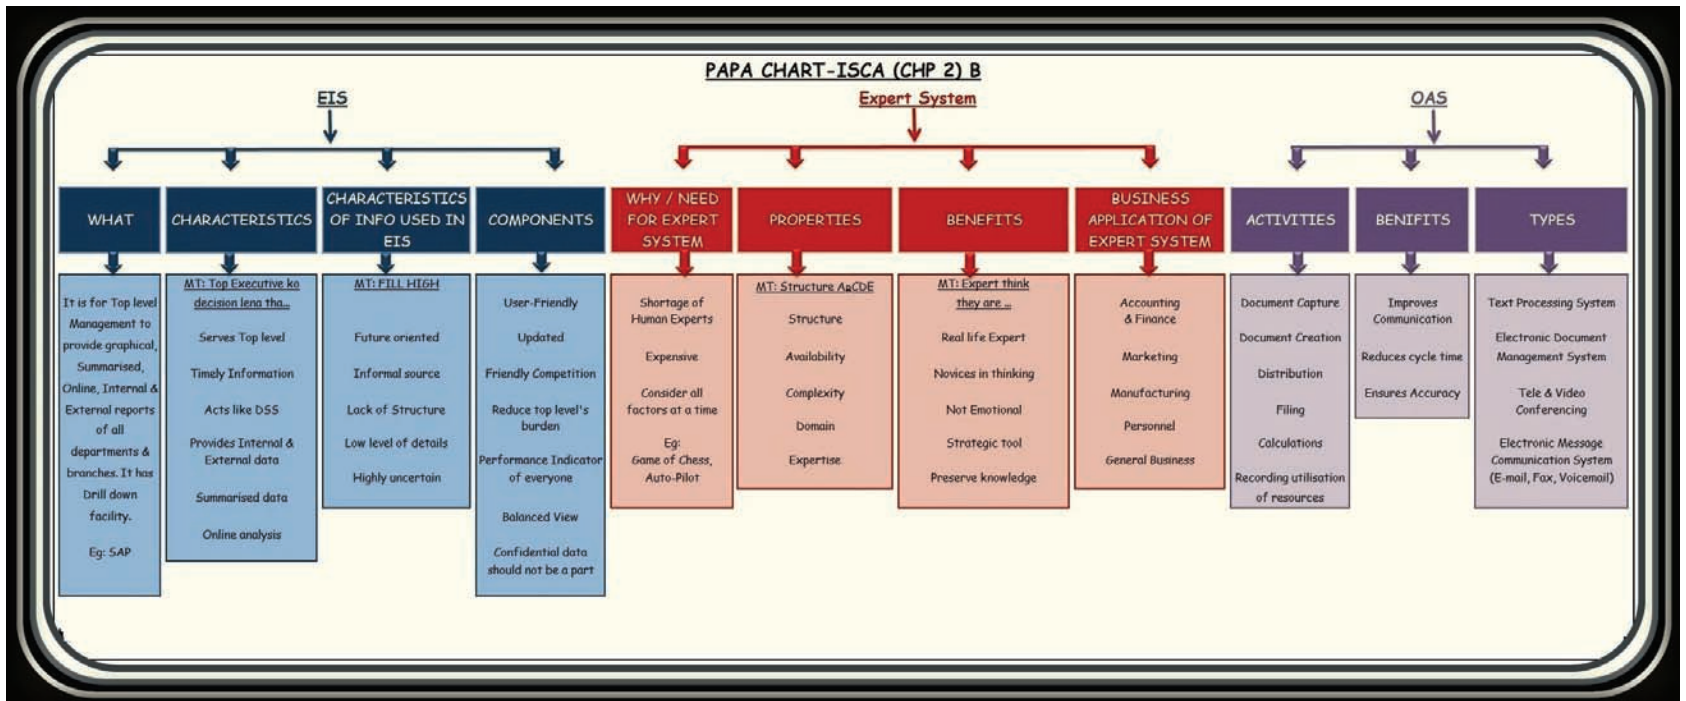 PAPA CHART-ISCA (CHP 2) B
EIS
WHAT
It is for Top level
Management to
provide graphical,
Summarised,
Online, Internal &
External reports
of all
departments &
branches. It has
Drill down
facility.
Eg: SAP
CHARACTERISTICS
MT: Top Executive ko
decision lena tha...
Serves Top level
Timely Information
Acts like DSS
Provides Internal &
External data
Summarised data
Online analysis
CHARACTERISTICS
OF INFO USED IN
EIS
MT: FILL HIGH
Future oriented
Informal source
Lack of Structure
Low level of details
Highly uncertain
COMPONENTS
User-Friendly
Updated
Friendly Competition
Reduce top level's
burden
Performance Indicator
of everyone
Balanced View
Confidential data
should not be a part
Expert System
WHY / NEED
FOR EXPERT
SYSTEM
Shortage of
Human Experts
Expensive
Consider all
factors at a time
Eg:
Game of Chess,
Auto-Pilot
PROPERTIES
MT: Structure AaCDE
Structure
Availability
Complexity
Domain
Expertise
BENEFITS
MT: Expert think
they are ...
Real life Expert
Novices in thinking
Not Emotional
Strategic tool
Preserve knowledge
BUSINESS
APPLICATION OF
EXPERT SYSTEM
Accounting
& Finance
Marketing
Manufacturing
Personnel
General Business
OAS
ACTIVITIES
Document Capture
Document Creation
Distribution
Filing
Calculations
Recording utilisation
of resources
BENIFITS
Improves
Communication
Reduces cycle time
Ensures Accuracy
TYPES
Text Processing System
Electronic Document
Management System
Tele & Video
Conferencing
Electronic Message
Communication System
(E-mail, Fax, Voicemail)